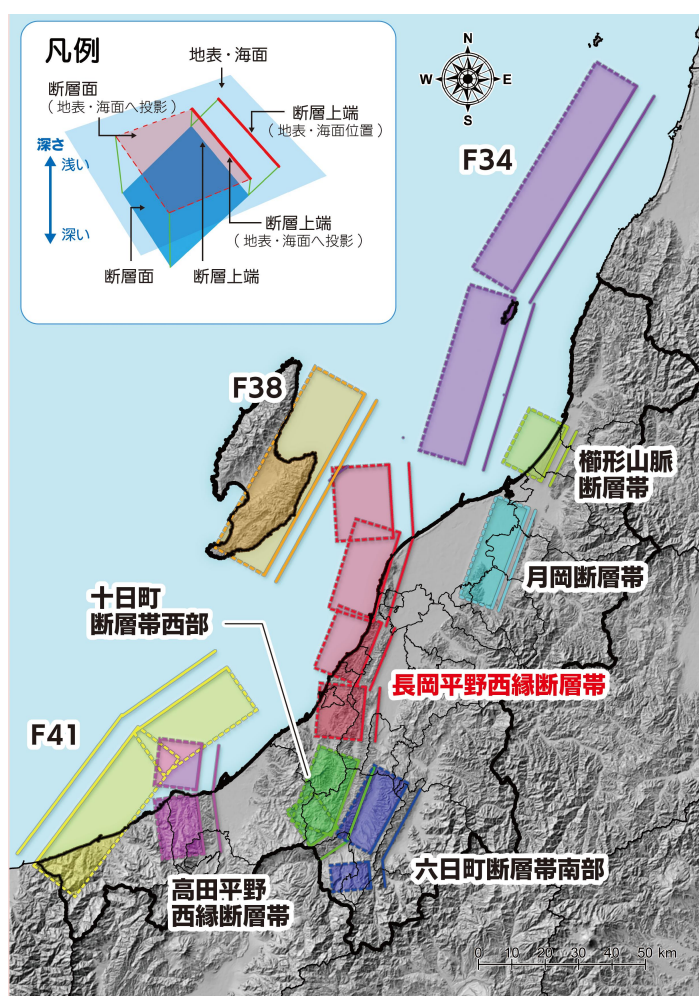 凡例
地表・海面
断層面
（地表・海面へ投影）
断層上端
（地表・海面位置）
深さ
浅い
深い
断層上端
（地表・海面へ投影）
断層面
断層上端
N
W
E
S
F34
F38
櫛形山脈
断層帯
月岡断層帯
十日町
断層帯西部
長岡平野西縁断層帯
F41
六日町断層帯南部
高田平野
西縁断層帯
0 10 20 30 40 50 km